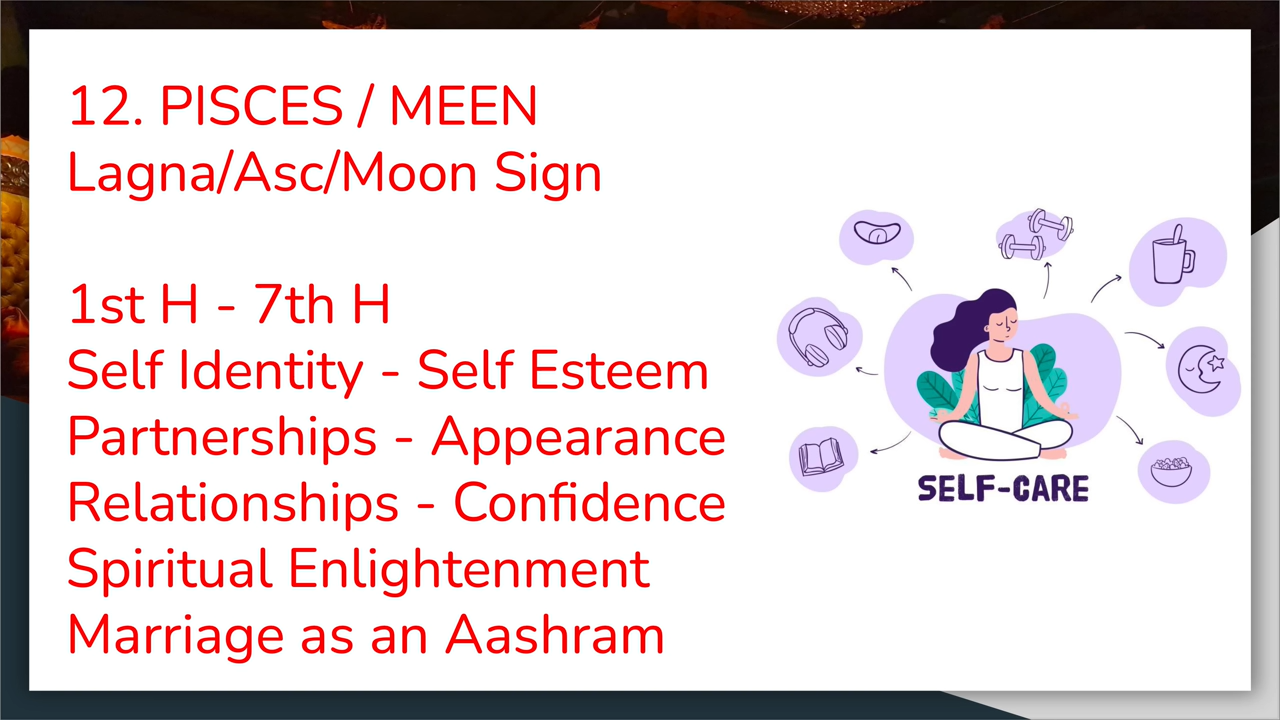 12. PISCES / MEEN
Lagna/Asc/Moon Sign
1st H - 7th H
Self Identity - Self Esteem
Partnerships - Appearance
Relationships - Confidence
Spiritual Enlightenment
Marriage as an Aashram
SELF-CARE